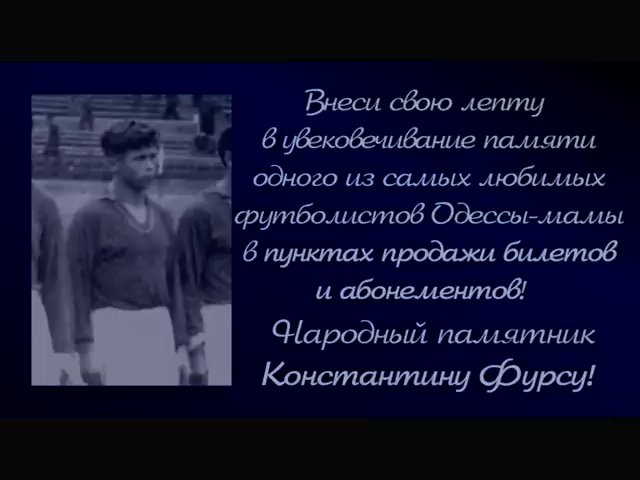 Внеси свою лепту
в увековечивание памяти
одного из самых любимых
футболистов Одессы-мамы
в пунктах продажи билетов
и абонементов!
Народный памятник
Константину Фурсу!